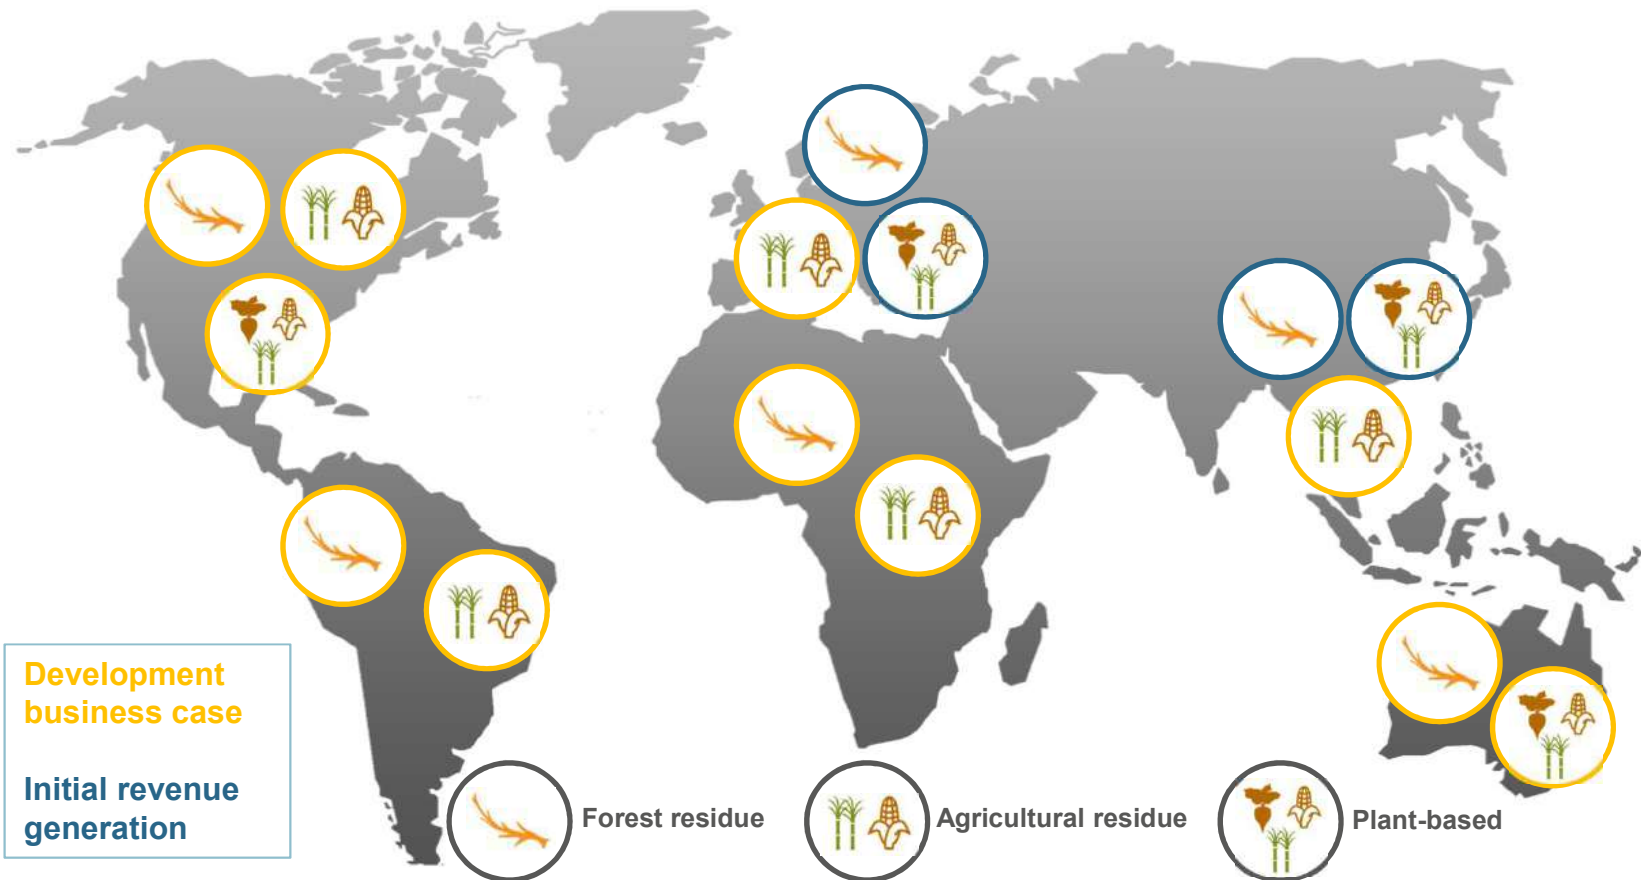 Development
business case
Initial revenue
generation
Forest residue
Agricultural residue
Plant-based